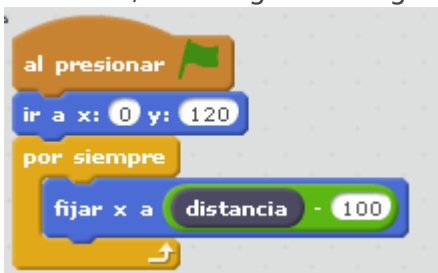 al presionar
ir a x: 0 y: 120
por siempre
fijar x a distancia - 100